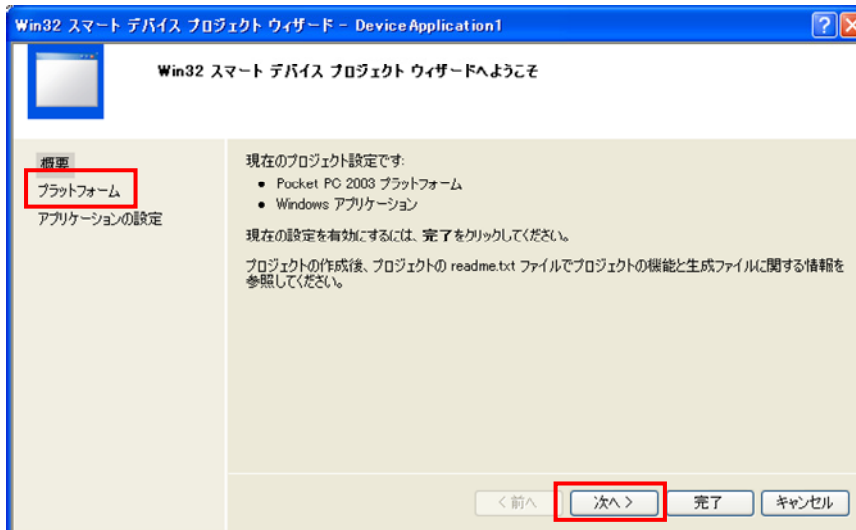 Win32 スマート デバイス プロジェクト ウィザード - DeviceApplication1
Win32 スマート デバイス プロジェクト ウィザードへようこそ
概要
プラットフォーム
アプリケーションの設定
現在のプロジェクト設定です:
● Pocket PC 2003 プラットフォーム
● Windows アプリケーション
現在の設定を有効にするには、完了をクリックしてください。
プロジェクトの作成後、プロジェクトの readme.txt ファイルでプロジェクトの機能と生成ファイルに関する情報を
参照してください。
< 前へ
次へ >
完了
キャンセル